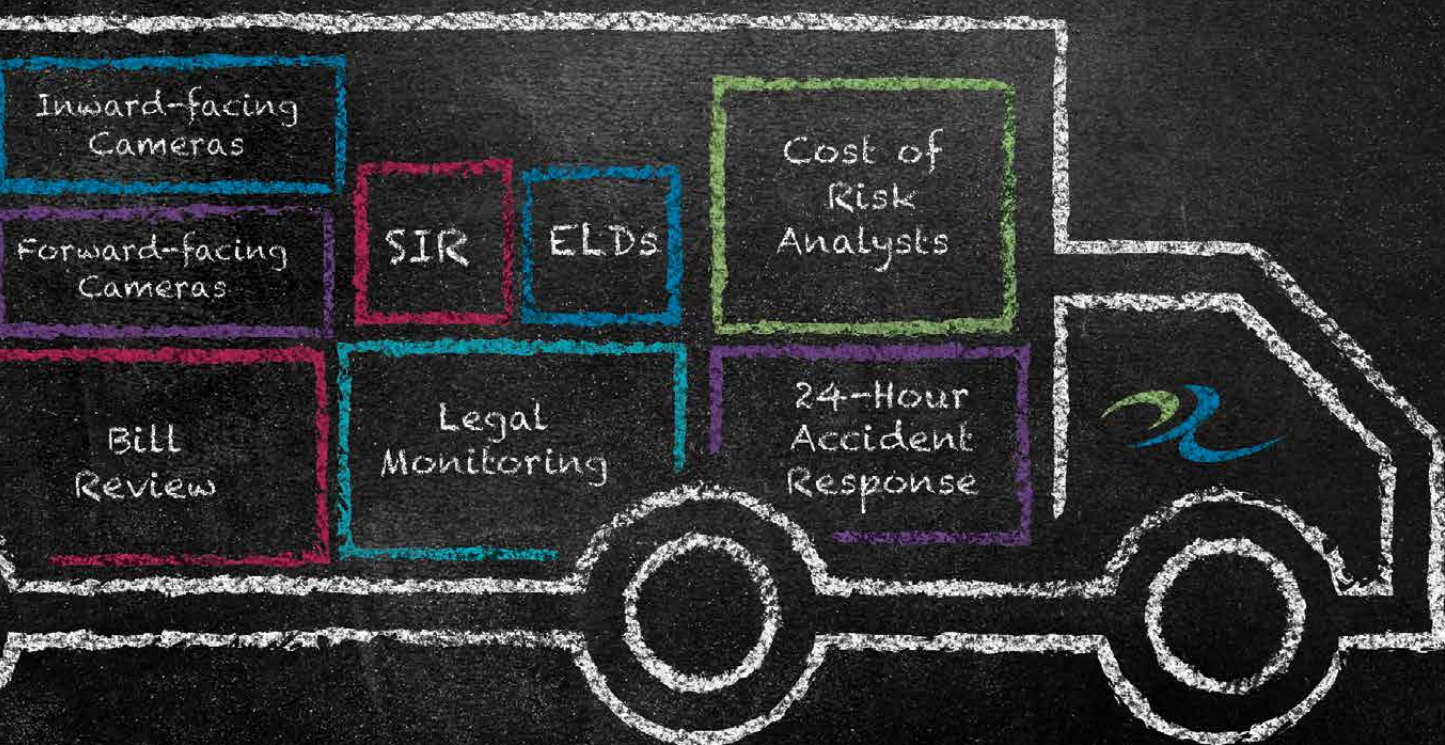 Inward-facing
Cameras
Forward-facing
Cameras
SIR
ELDs
Cost of
Risk
Analysts
Bill
Review
Legal
Monitoring
24-Hour
Accident
Response